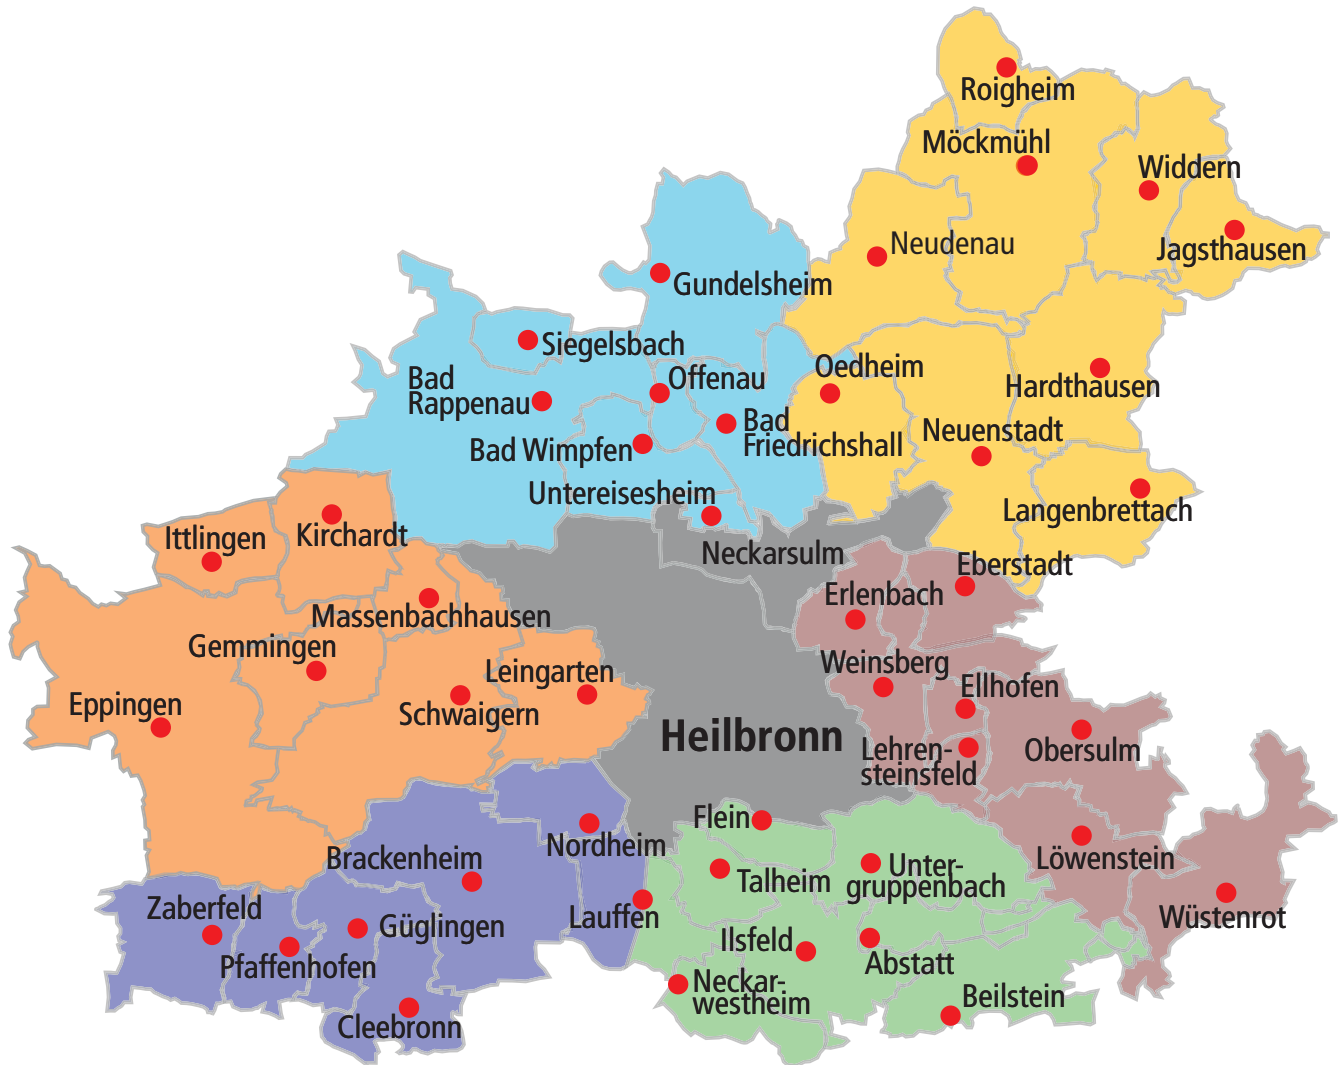 Roigheim
Möckmühl
Widdern
Neudenau
Jagsthausen
Gundelsheim
Siegelsbach
Oedheim
Bad
Rappenau
Offenau
Hardthausen
Bad
Friedrichshall
Neuenstadt
Bad Wimpfen
Untereisesheim
Langenbrettach
Ittlingen
Kirchardt
Neckarsulm
Eberstadt
Erlenbach
Massenbachhausen
Gemmingen
Leingarten
Weinsberg
Ellhofen
Eppingen
Schwaigern
Heilbronn
Lehren-
steinsfeld
Obersulm
Flein
Nordheim
Brackenheim
Löwenstein
Talheim
Unter-
gruppenbach
Zaberfeld
Lauffen
Wüstenrot
Güglingen
Ilsfeld
Pfaffenhofen
Abstatt
Neckar-
westheim
Beilstein
Cleebronn